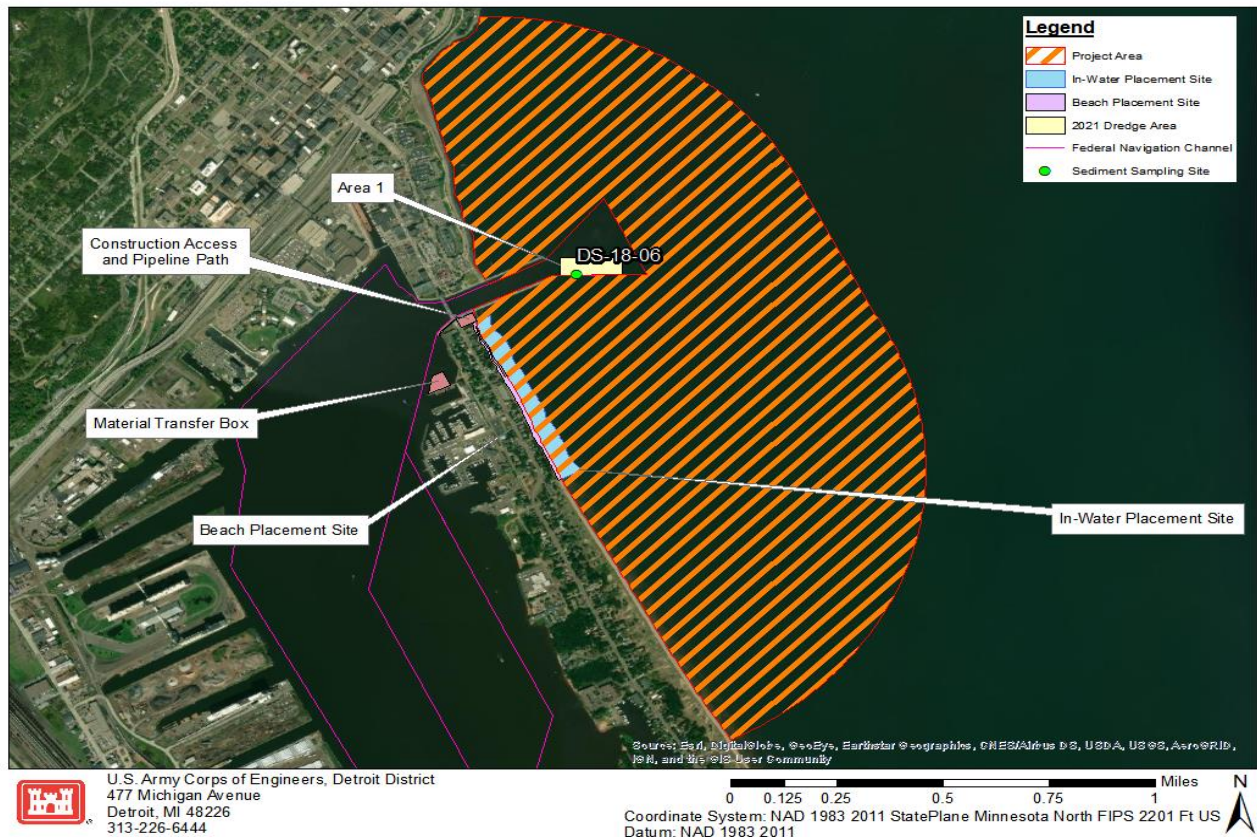 Legend
Project Area
In-Water Placement Site
Beach Placement Site
2021 Dredge Area
Federal Navigation Channel
Sediment Sampling Site
Area 1
Construction Access
and Pipeline Path
DS-18-06
Material Transfer Box
Beach Placement Site
In-Water Placement Site
Source: Esri, DigitalGlobe, GeoEye, Earthstar Geographics, CNES/Airbus DS, USDA, USGS, AeroGRID,
IGN, and the GIS User Community
U.S. Army Corps of Engineers, Detroit District
477 Michigan Avenue
Detroit, MI 48226
313-226-6444
Miles
0 0.125 0.25 0.5 0.75 1
N
Coordinate System: NAD 1983 2011 StatePlane Minnesota North FIPS 2201 Ft US
Datum: NAD 1983 2011